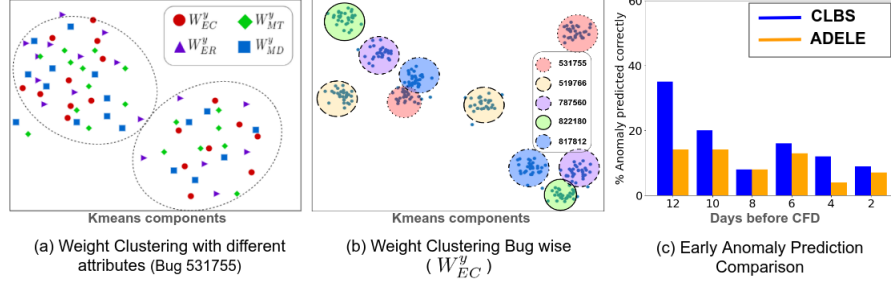 W^y_EC W^y_MT
W^y_ER W^y_MD
Kmeans components
(a) Weight Clustering with different
attributes (Bug 531755)
531755
519766
787560
822180
817812
Kmeans components
(b) Weight Clustering Bug wise
( W^y_EC )
CLBS
ADELE
% Anomaly predicted correctly
60
40
20
0
12 10 8 6 4 2
Days before CFD
(c) Early Anomaly Prediction
Comparison